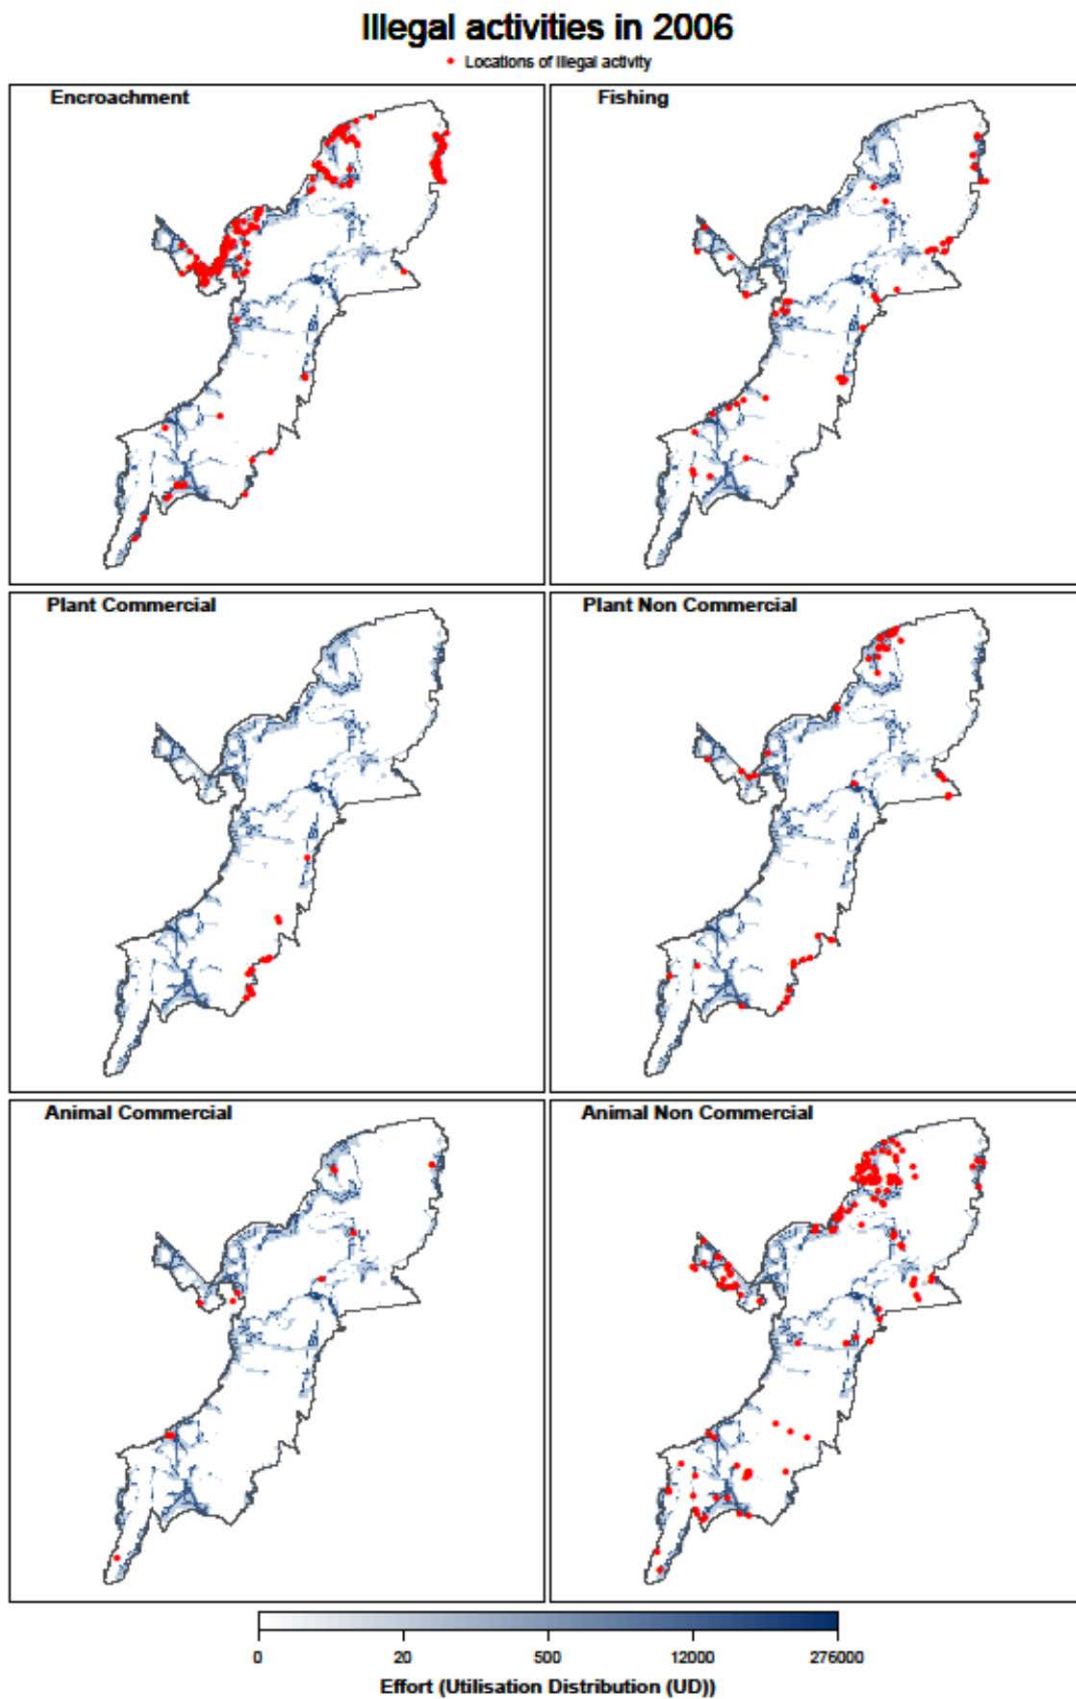 Illegal activities in 2006
Locations of illegal activity
Encroachment
Fishing
Plant Commercial
Plant Non Commercial
Animal Commercial
Animal Non Commercial
0 20 500 12000 276000
Effort (Utilisation Distribution (UD))